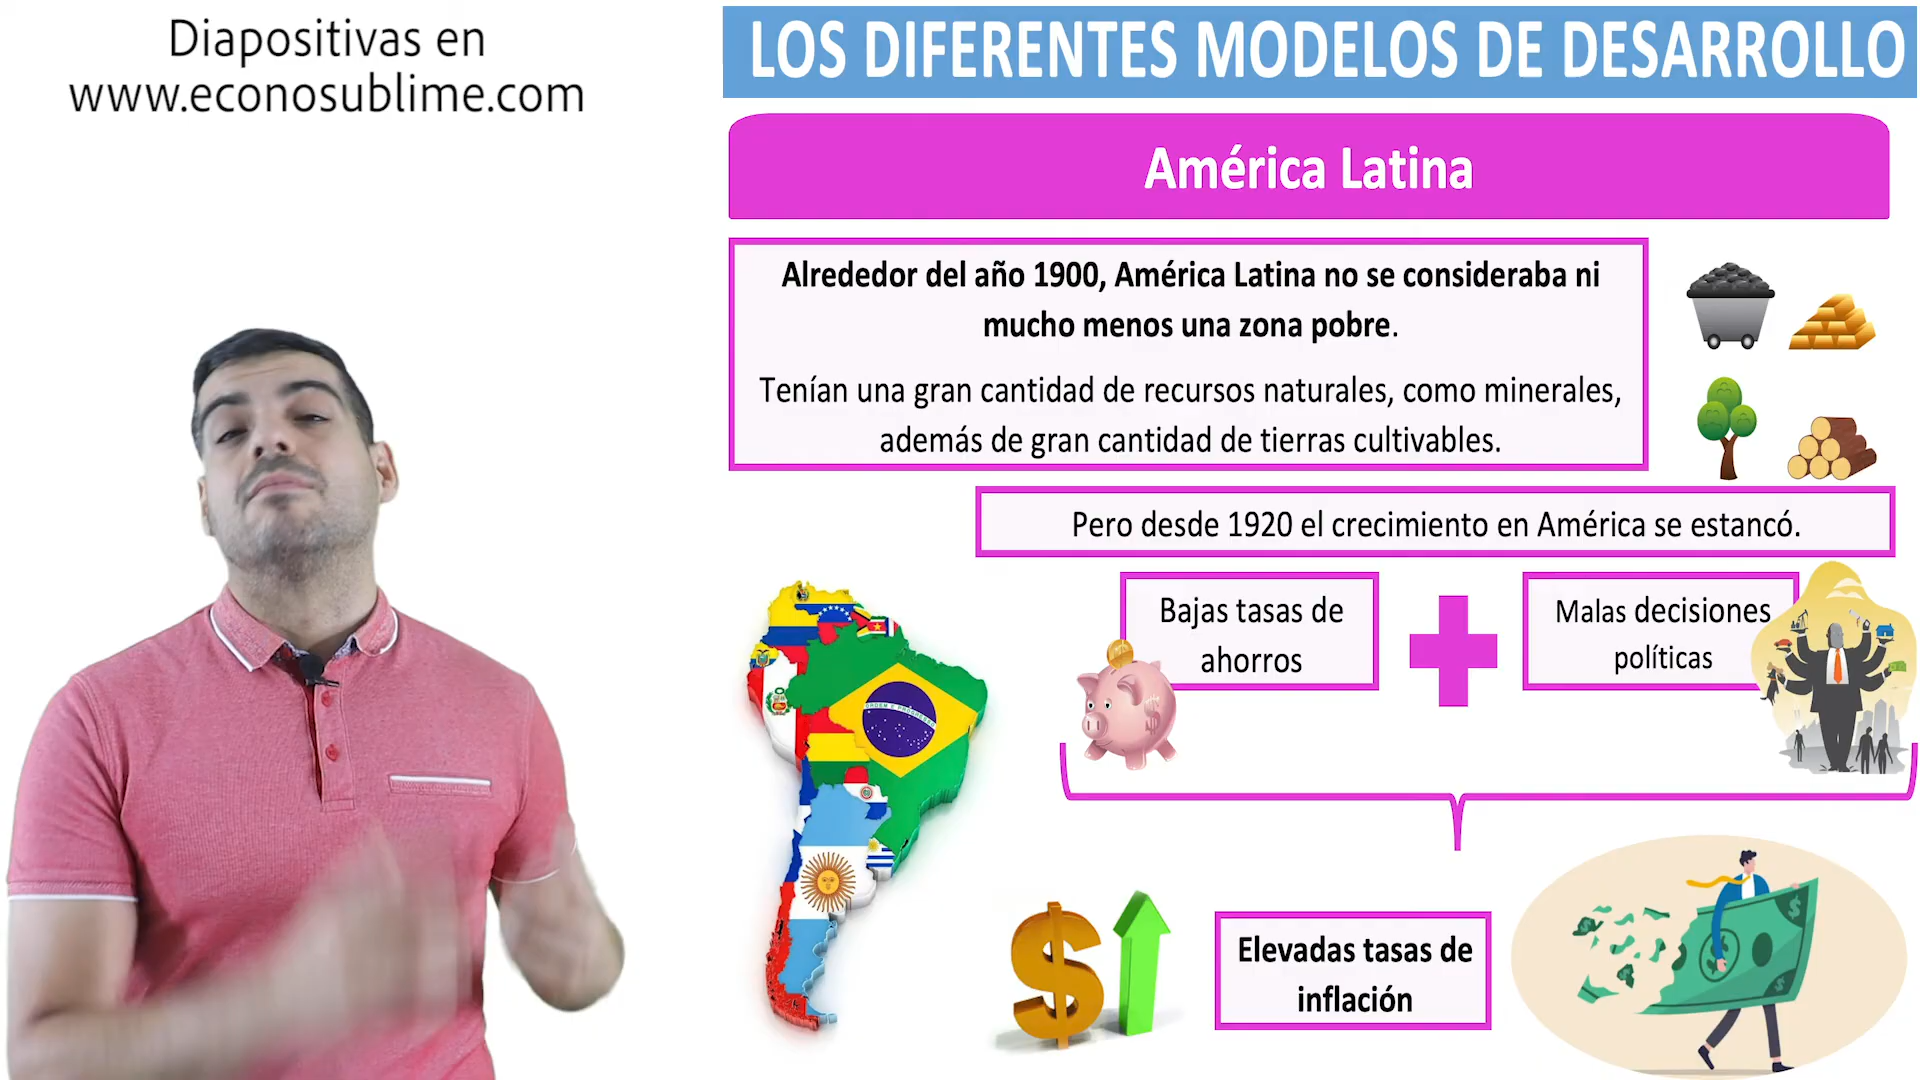 Diapositivas en
www.econosublime.com
LOS DIFERENTES MODELOS DE DESARROLLO
América Latina
Alrededor del año 1900, América Latina no se consideraba ni
mucho menos una zona pobre.
Tenían una gran cantidad de recursos naturales, como minerales,
además de gran cantidad de tierras cultivables.
Pero desde 1920 el crecimiento en América se estancó.
Bajas tasas de
ahorros
Malas decisiones
políticas
ORDEM E PROGRESSO
Elevadas tasas de
inflación